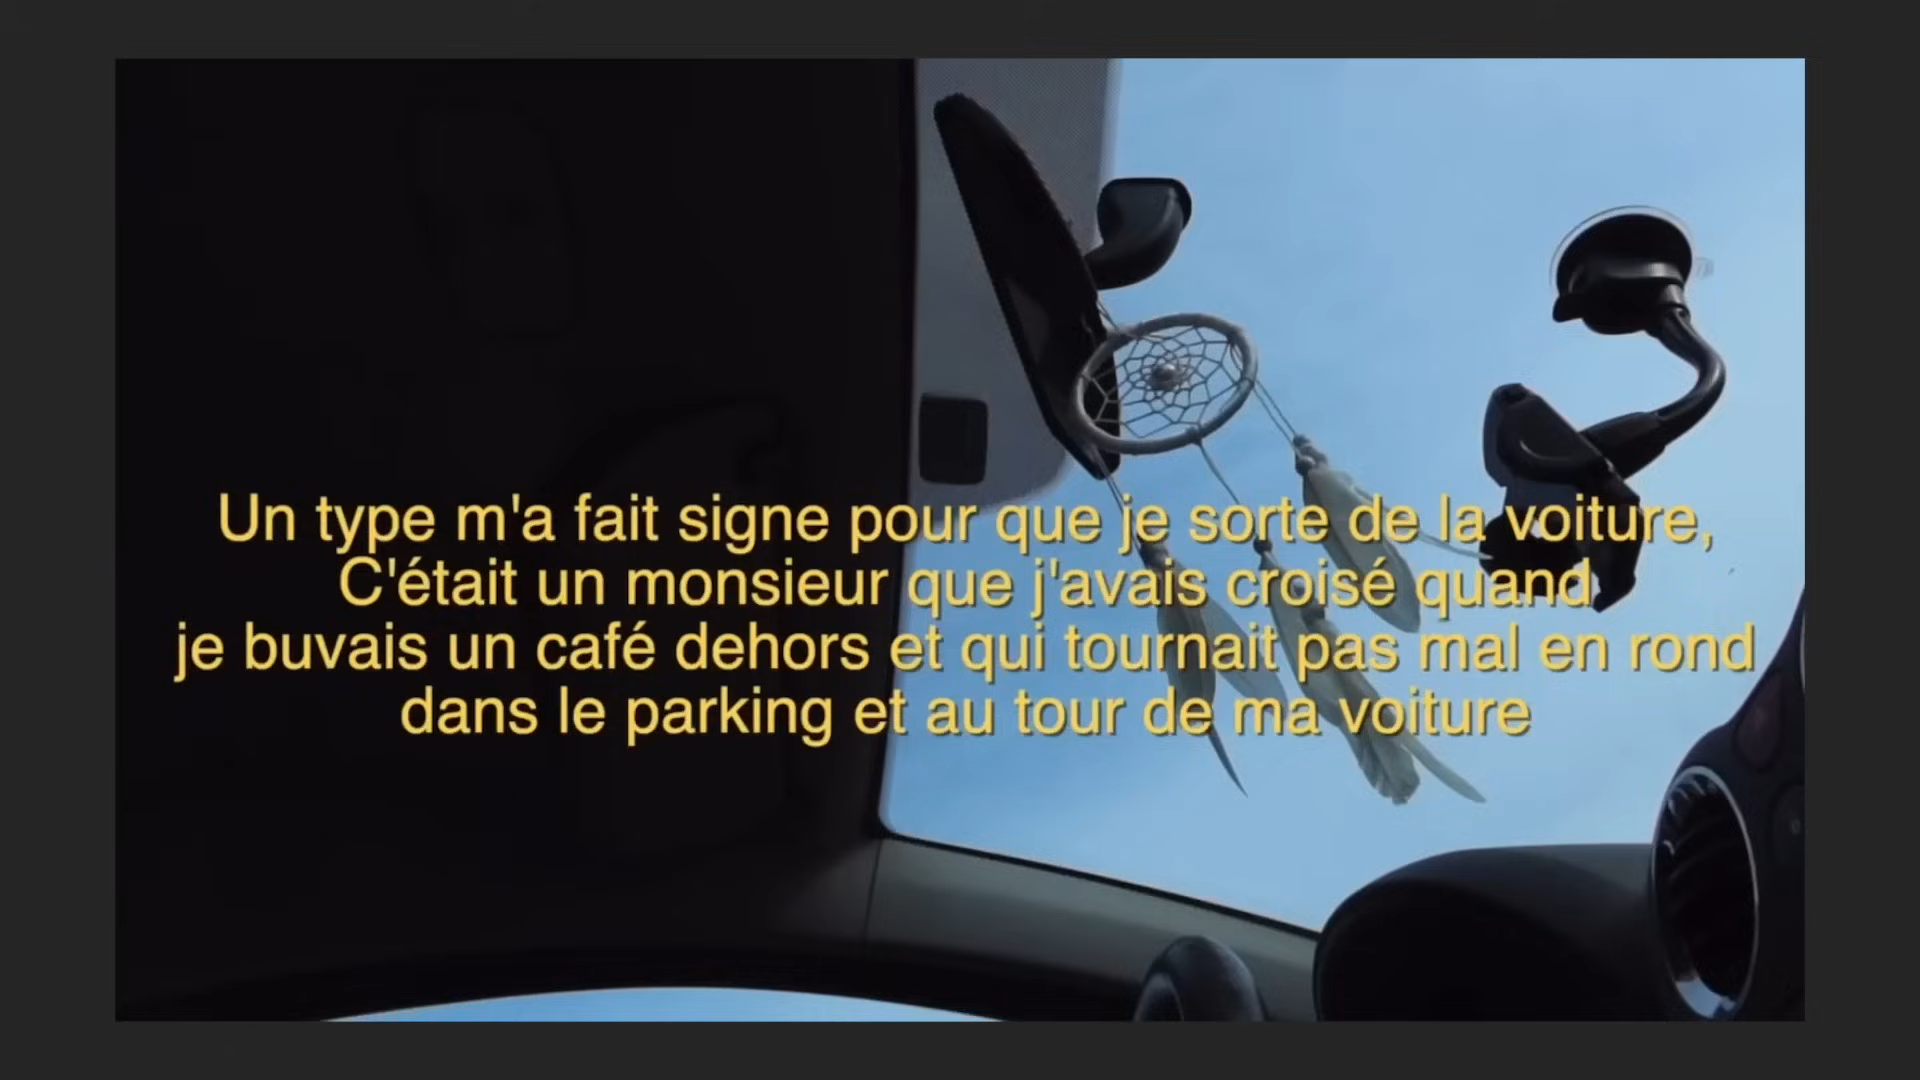 Un type m'a fait signe pour que je sorte de la voiture,
C'était un monsieur que j'avais croisé quand
je buvais un café dehors et qui tournait pas mal en rond
dans le parking et au tour de ma voiture